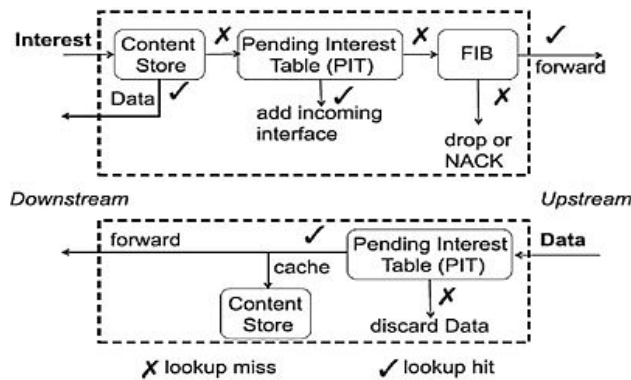 Interest
Content
Store
Pending Interest
Table (PIT)
FIB
forward
Data
add incoming
interface
drop or
NACK
Downstream
Upstream
forward
cache
Pending Interest
Table (PIT)
Data
Content
Store
discard Data
✗ lookup miss
✓ lookup hit